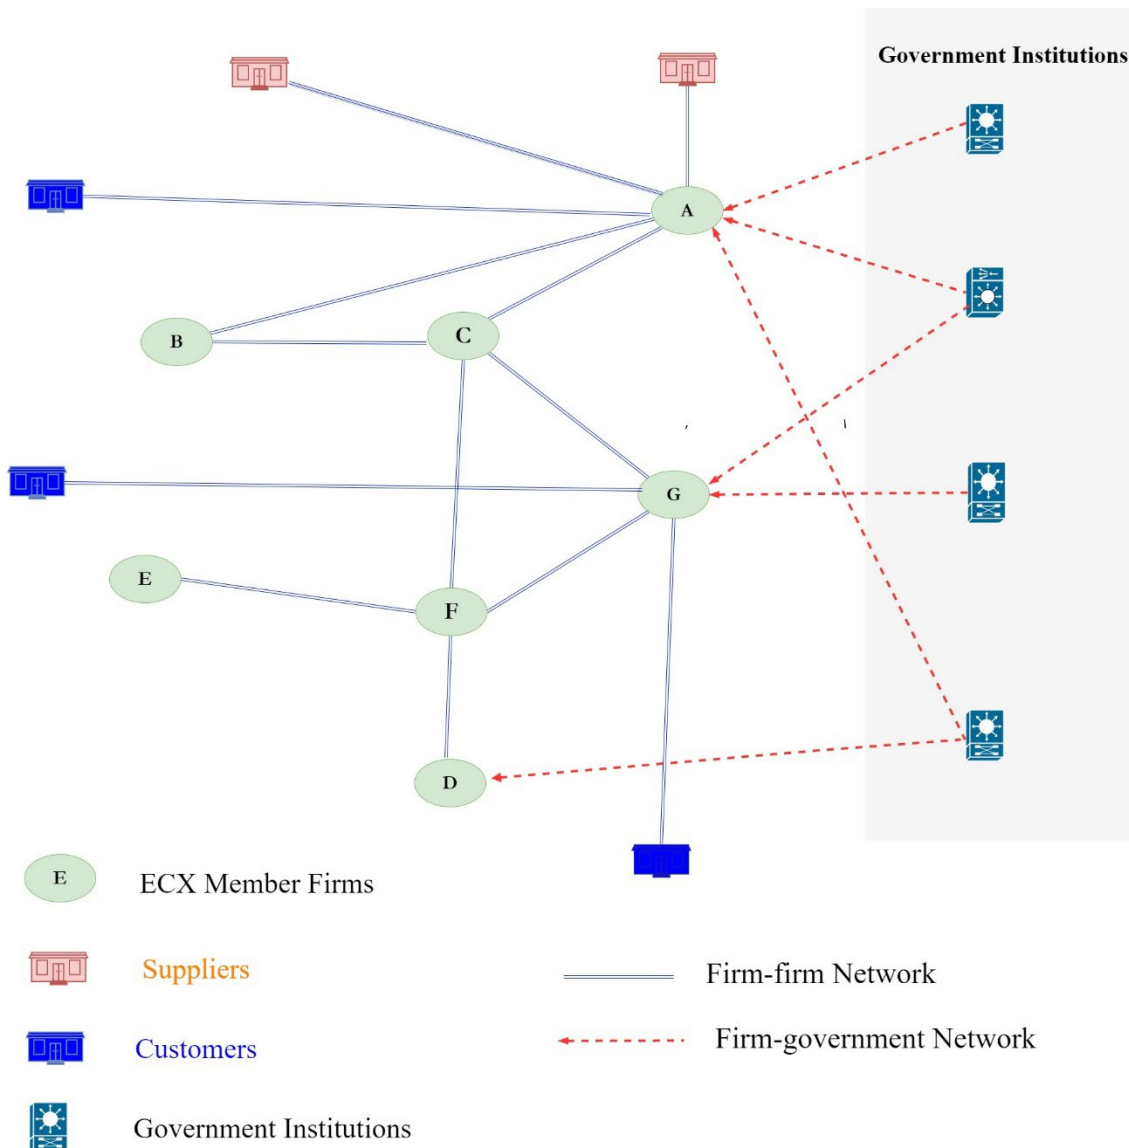 Government Institutions
A
B
C
G
E
F
D
E
ECX Member Firms
Suppliers
Firm-firm Network
Customers
Firm-government Network
Government Institutions